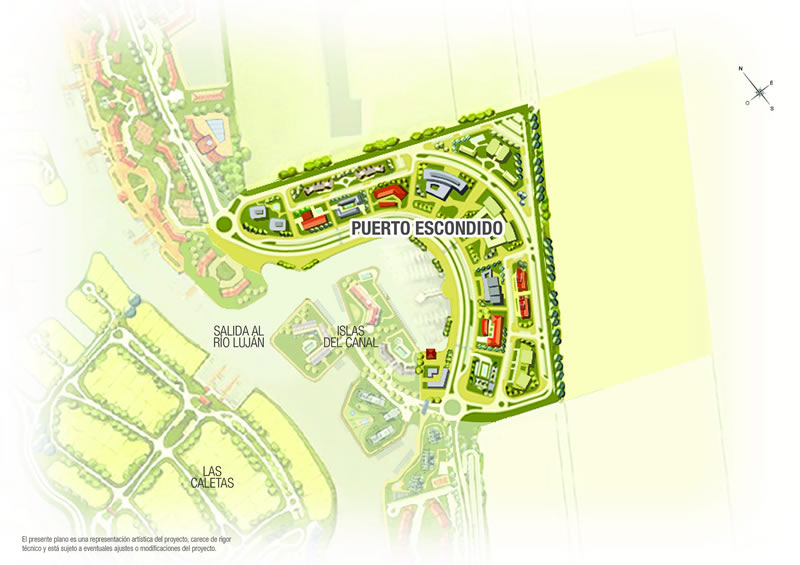 N
E
O
S
PUERTO ESCONDIDO
SALIDA AL
RÍO LUJÁN
ISLAS
DEL CANAL
LAS
CALETAS
El presente plano es una representación artística del proyecto, carece de rigor
técnico y está sujeto a eventuales ajustes o modificaciones del proyecto.